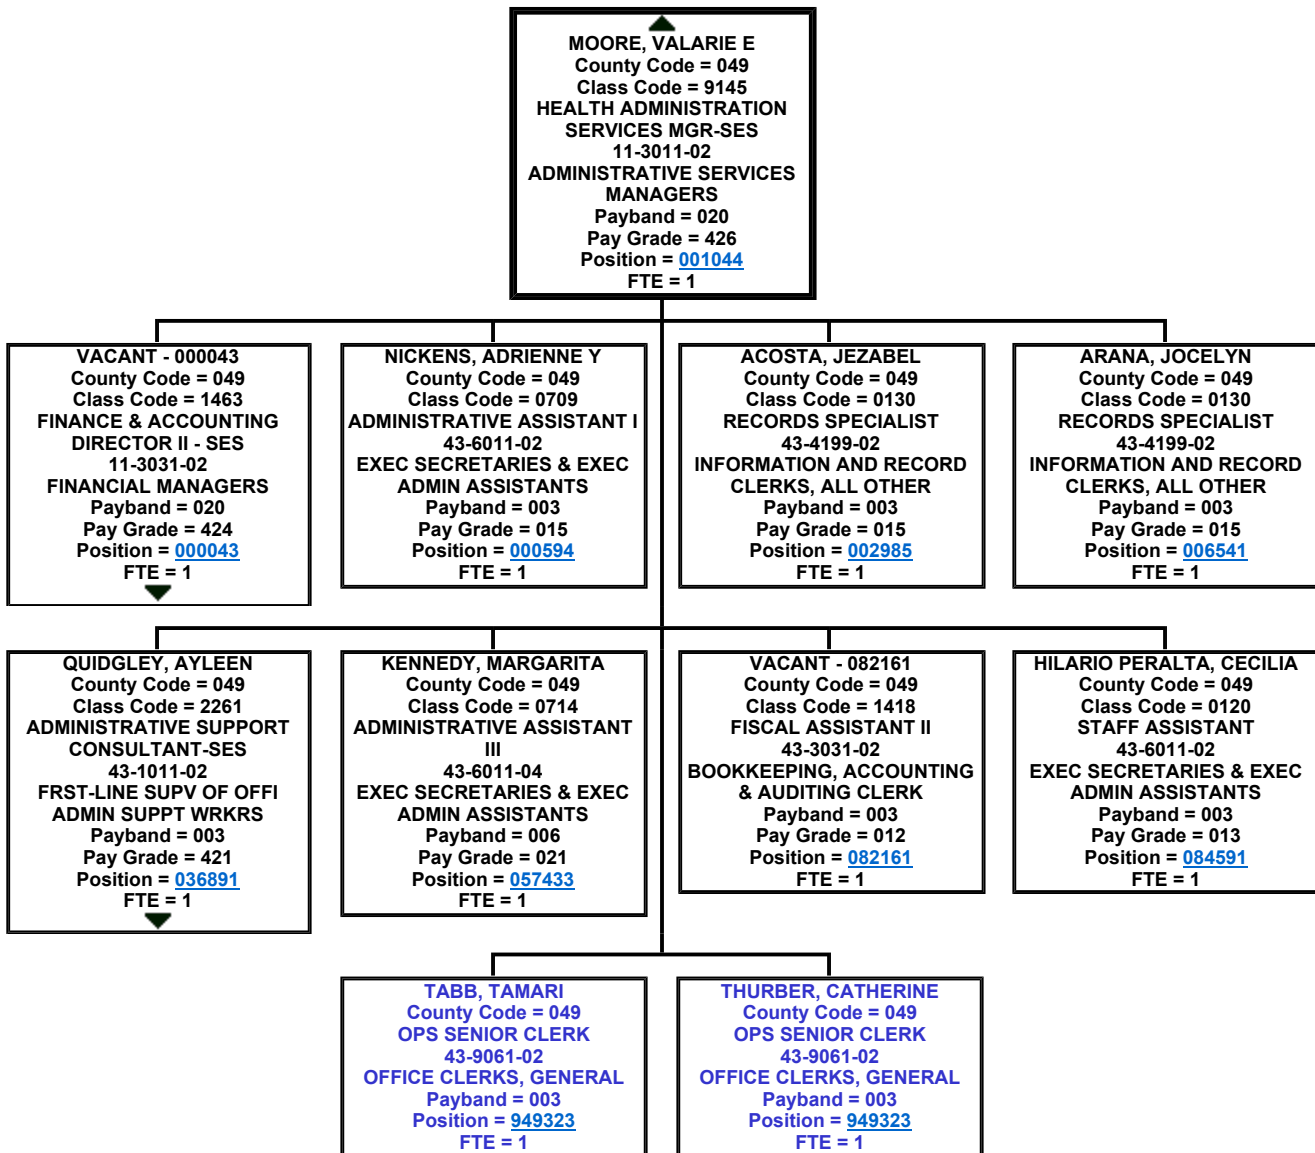 MOORE, VALARIE E
County Code = 049
Class Code = 9145
HEALTH ADMINISTRATION
SERVICES MGR-SES
11-3011-02
ADMINISTRATIVE SERVICES
MANAGERS
Payband = 020
Pay Grade = 426
Position = 001044
FTE = 1
VACANT - 000043
County Code = 049
Class Code = 1463
FINANCE & ACCOUNTING
DIRECTOR II - SES
11-3031-02
FINANCIAL MANAGERS
Payband = 020
Pay Grade = 424
Position = 000043
FTE = 1
NICKENS, ADRIENNE Y
County Code = 049
Class Code = 0709
ADMINISTRATIVE ASSISTANT I
43-6011-02
EXEC SECRETARIES & EXEC
ADMIN ASSISTANTS
Payband = 003
Pay Grade = 015
Position = 000594
FTE = 1
ACOSTA, JEZABEL
County Code = 049
Class Code = 0130
RECORDS SPECIALIST
43-4199-02
INFORMATION AND RECORD
CLERKS, ALL OTHER
Payband = 003
Pay Grade = 015
Position = 002985
FTE = 1
ARANA, JOCELYN
County Code = 049
Class Code = 0130
RECORDS SPECIALIST
43-4199-02
INFORMATION AND RECORD
CLERKS, ALL OTHER
Payband = 003
Pay Grade = 015
Position = 006541
FTE = 1
QUIDGLEY, AYLEEN
County Code = 049
Class Code = 2261
ADMINISTRATIVE SUPPORT
CONSULTANT-SES
43-1011-02
FRST-LINE SUPV OF OFFI
ADMIN SUPPT WRKRS
Payband = 003
Pay Grade = 421
Position = 036891
FTE = 1
KENNEDY, MARGARITA
County Code = 049
Class Code = 0714
ADMINISTRATIVE ASSISTANT
III
43-6011-04
EXEC SECRETARIES & EXEC
ADMIN ASSISTANTS
Payband = 006
Pay Grade = 021
Position = 057433
FTE = 1
VACANT - 082161
County Code = 049
Class Code = 1418
FISCAL ASSISTANT II
43-3031-02
BOOKKEEPING, ACCOUNTING
& AUDITING CLERK
Payband = 003
Pay Grade = 012
Position = 082161
FTE = 1
HILARIO PERALTA, CECILIA
County Code = 049
Class Code = 0120
STAFF ASSISTANT
43-6011-02
EXEC SECRETARIES & EXEC
ADMIN ASSISTANTS
Payband = 003
Pay Grade = 013
Position = 084591
FTE = 1
TABB, TAMARI
County Code = 049
OPS SENIOR CLERK
43-9061-02
OFFICE CLERKS, GENERAL
Payband = 003
Position = 949323
FTE = 1
THURBER, CATHERINE
County Code = 049
OPS SENIOR CLERK
43-9061-02
OFFICE CLERKS, GENERAL
Payband = 003
Position = 949323
FTE = 1